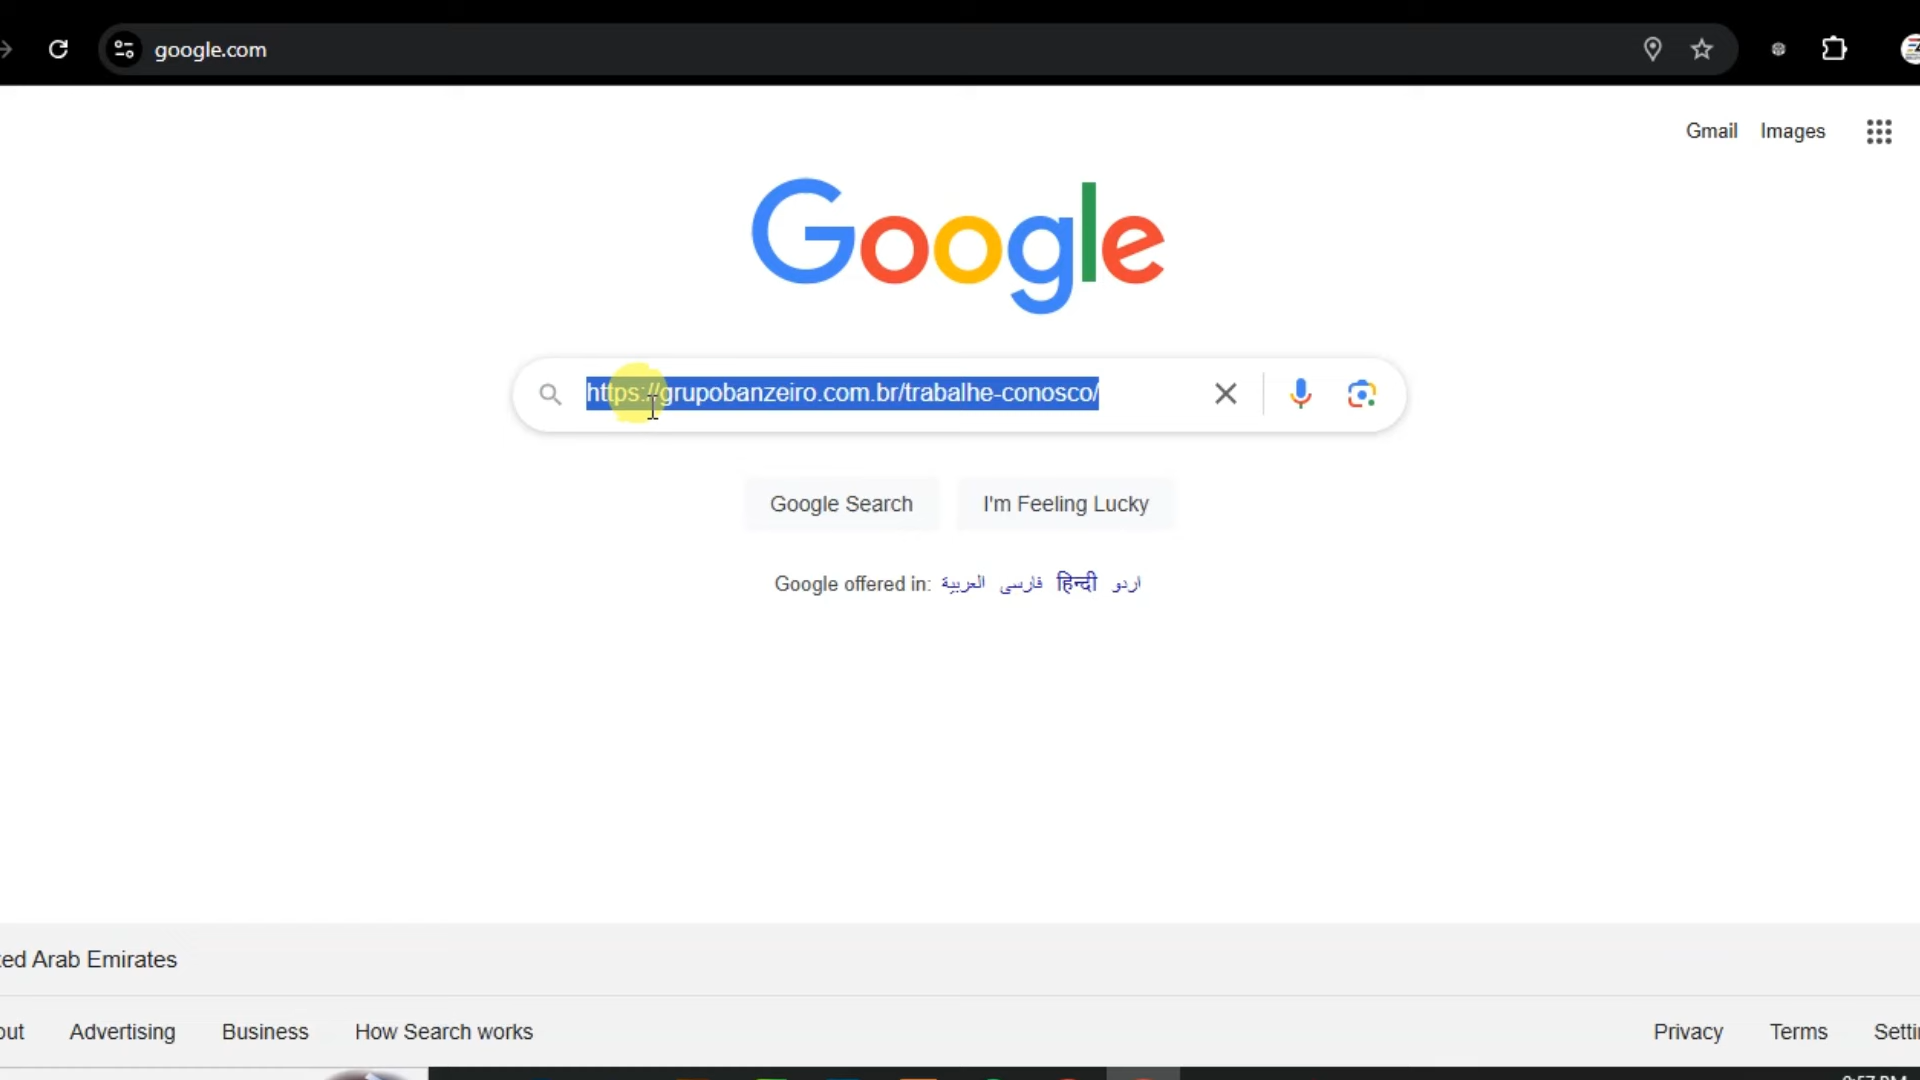 google.com
Gmail Images
Google
https://grupobanzeiro.com.br/trabalhe-conosco/
Google Search I'm Feeling Lucky
Google offered in: العربية فارسی हिन्दी اردو
ed Arab Emirates
out Advertising Business How Search works Privacy Terms Setti